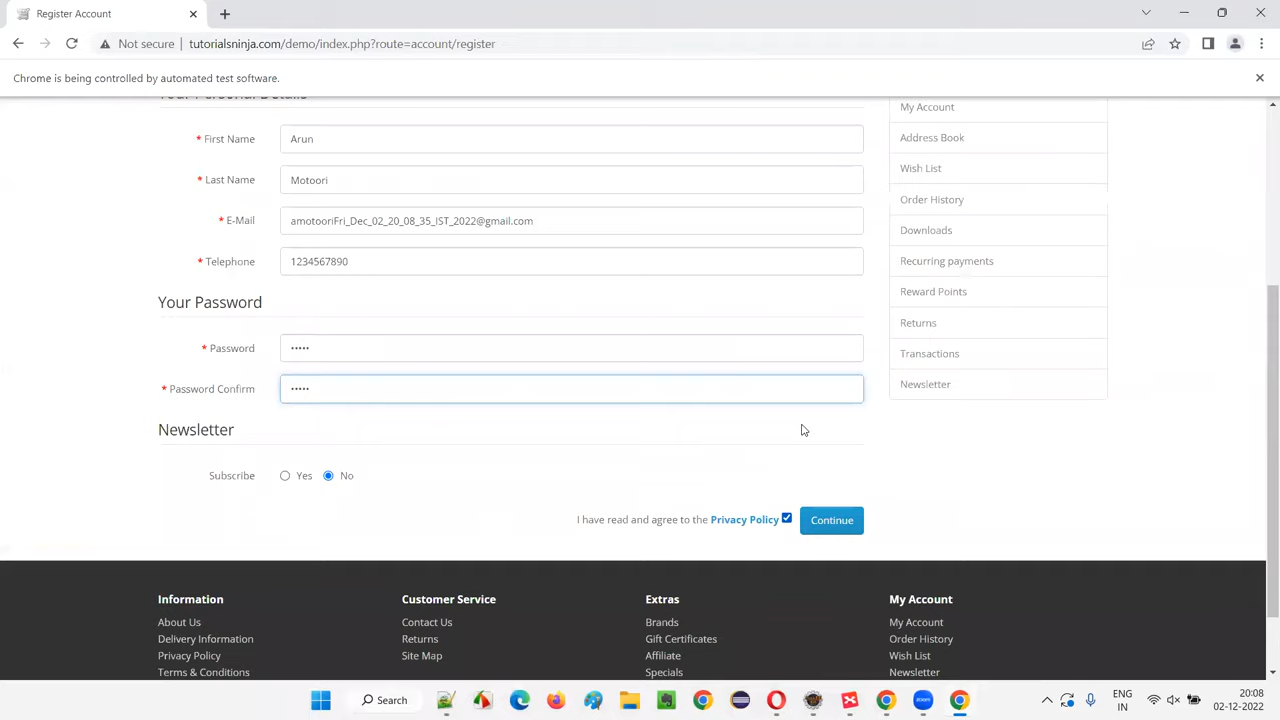 Register Account
Not secure | tutorialsninja.com/demo/index.php?route=account/register
Chrome is being controlled by automated test software.
Your Personal Details
* First Name Arun
* Last Name Motoori
* E-Mail amotooriFri_Dec_02_20_08_35_IST_2022@gmail.com
* Telephone 1234567890
Your Password
* Password •••••
* Password Confirm •••••
Newsletter
Subscribe Yes No
I have read and agree to the Privacy Policy Continue
My Account
Address Book
Wish List
Order History
Downloads
Recurring payments
Reward Points
Returns
Transactions
Newsletter
Information
About Us
Delivery Information
Privacy Policy
Terms & Conditions
Customer Service
Contact Us
Returns
Site Map
Extras
Brands
Gift Certificates
Affiliate
Specials
My Account
My Account
Order History
Wish List
Newsletter
Search
ENG
IN
20:08
02-12-2022